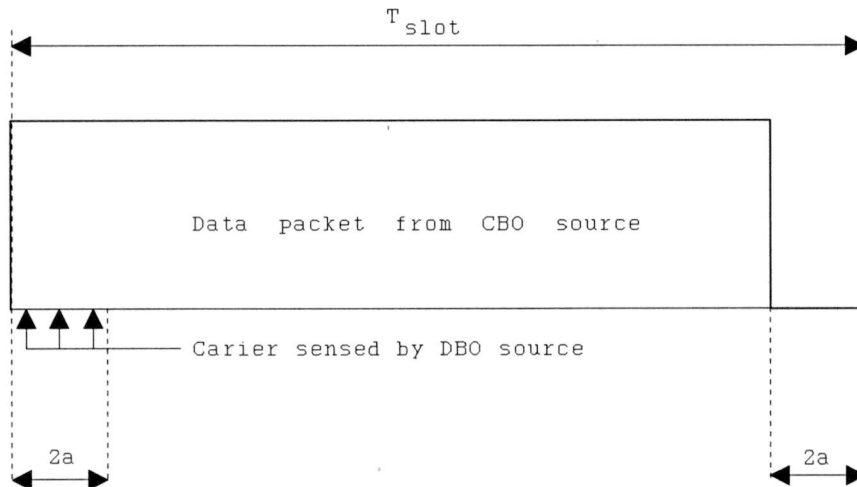 T slot
Data packet from CBO source
Carier sensed by DBO source
2a
2a